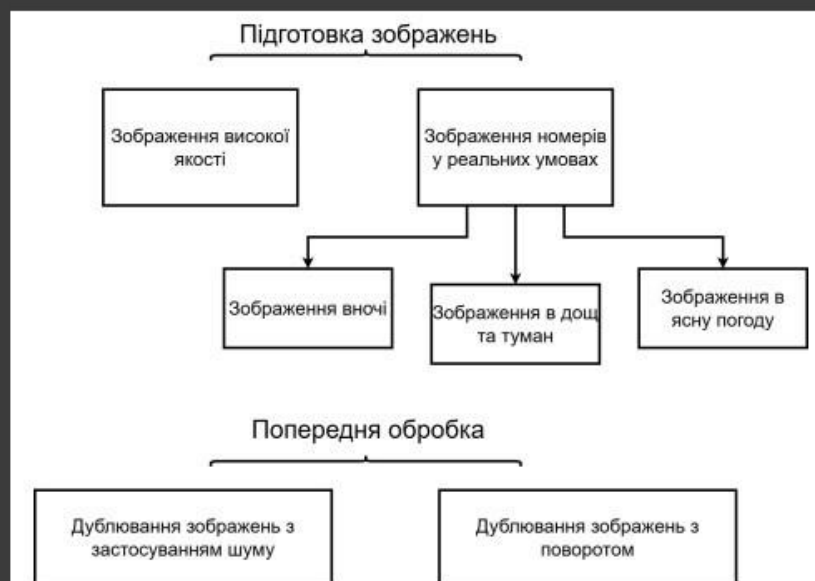 Підготовка зображень
Зображення високої
якості
Зображення номерів
у реальних умовах
Зображення вночі
Зображення в дощ
та туман
Зображення в
ясну погоду
Попередня обробка
Дублювання зображень з
застосуванням шуму
Дублювання зображень з
поворотом